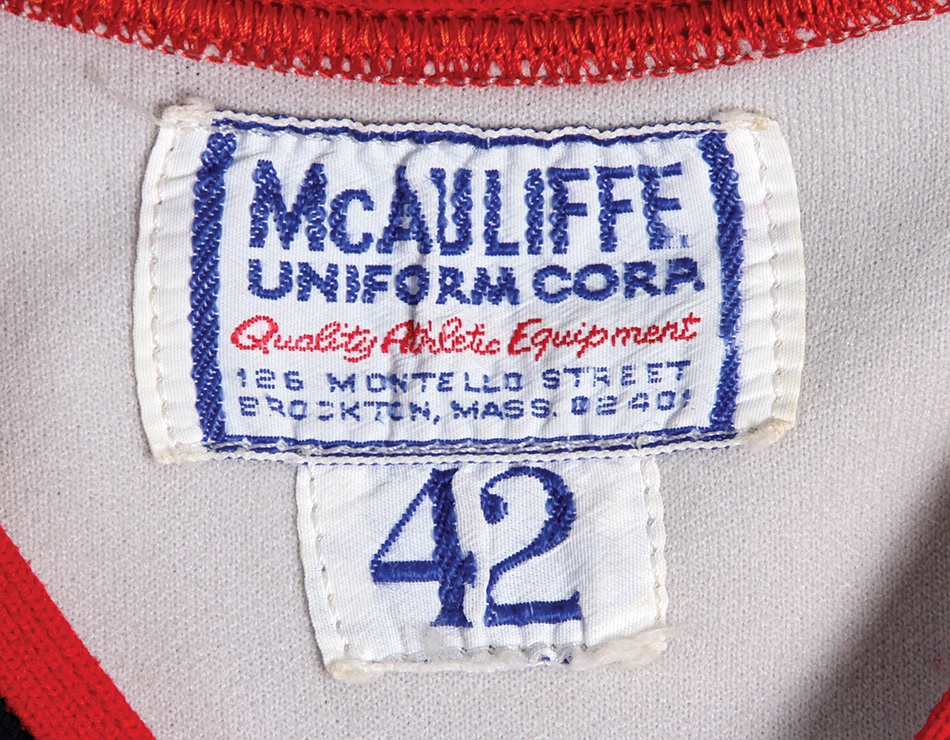 McAULIFFE
UNIFORM CORP.
Quality Athletic Equipment
126 MONTELLO STREET
BROCKTON, MASS. 02401
42